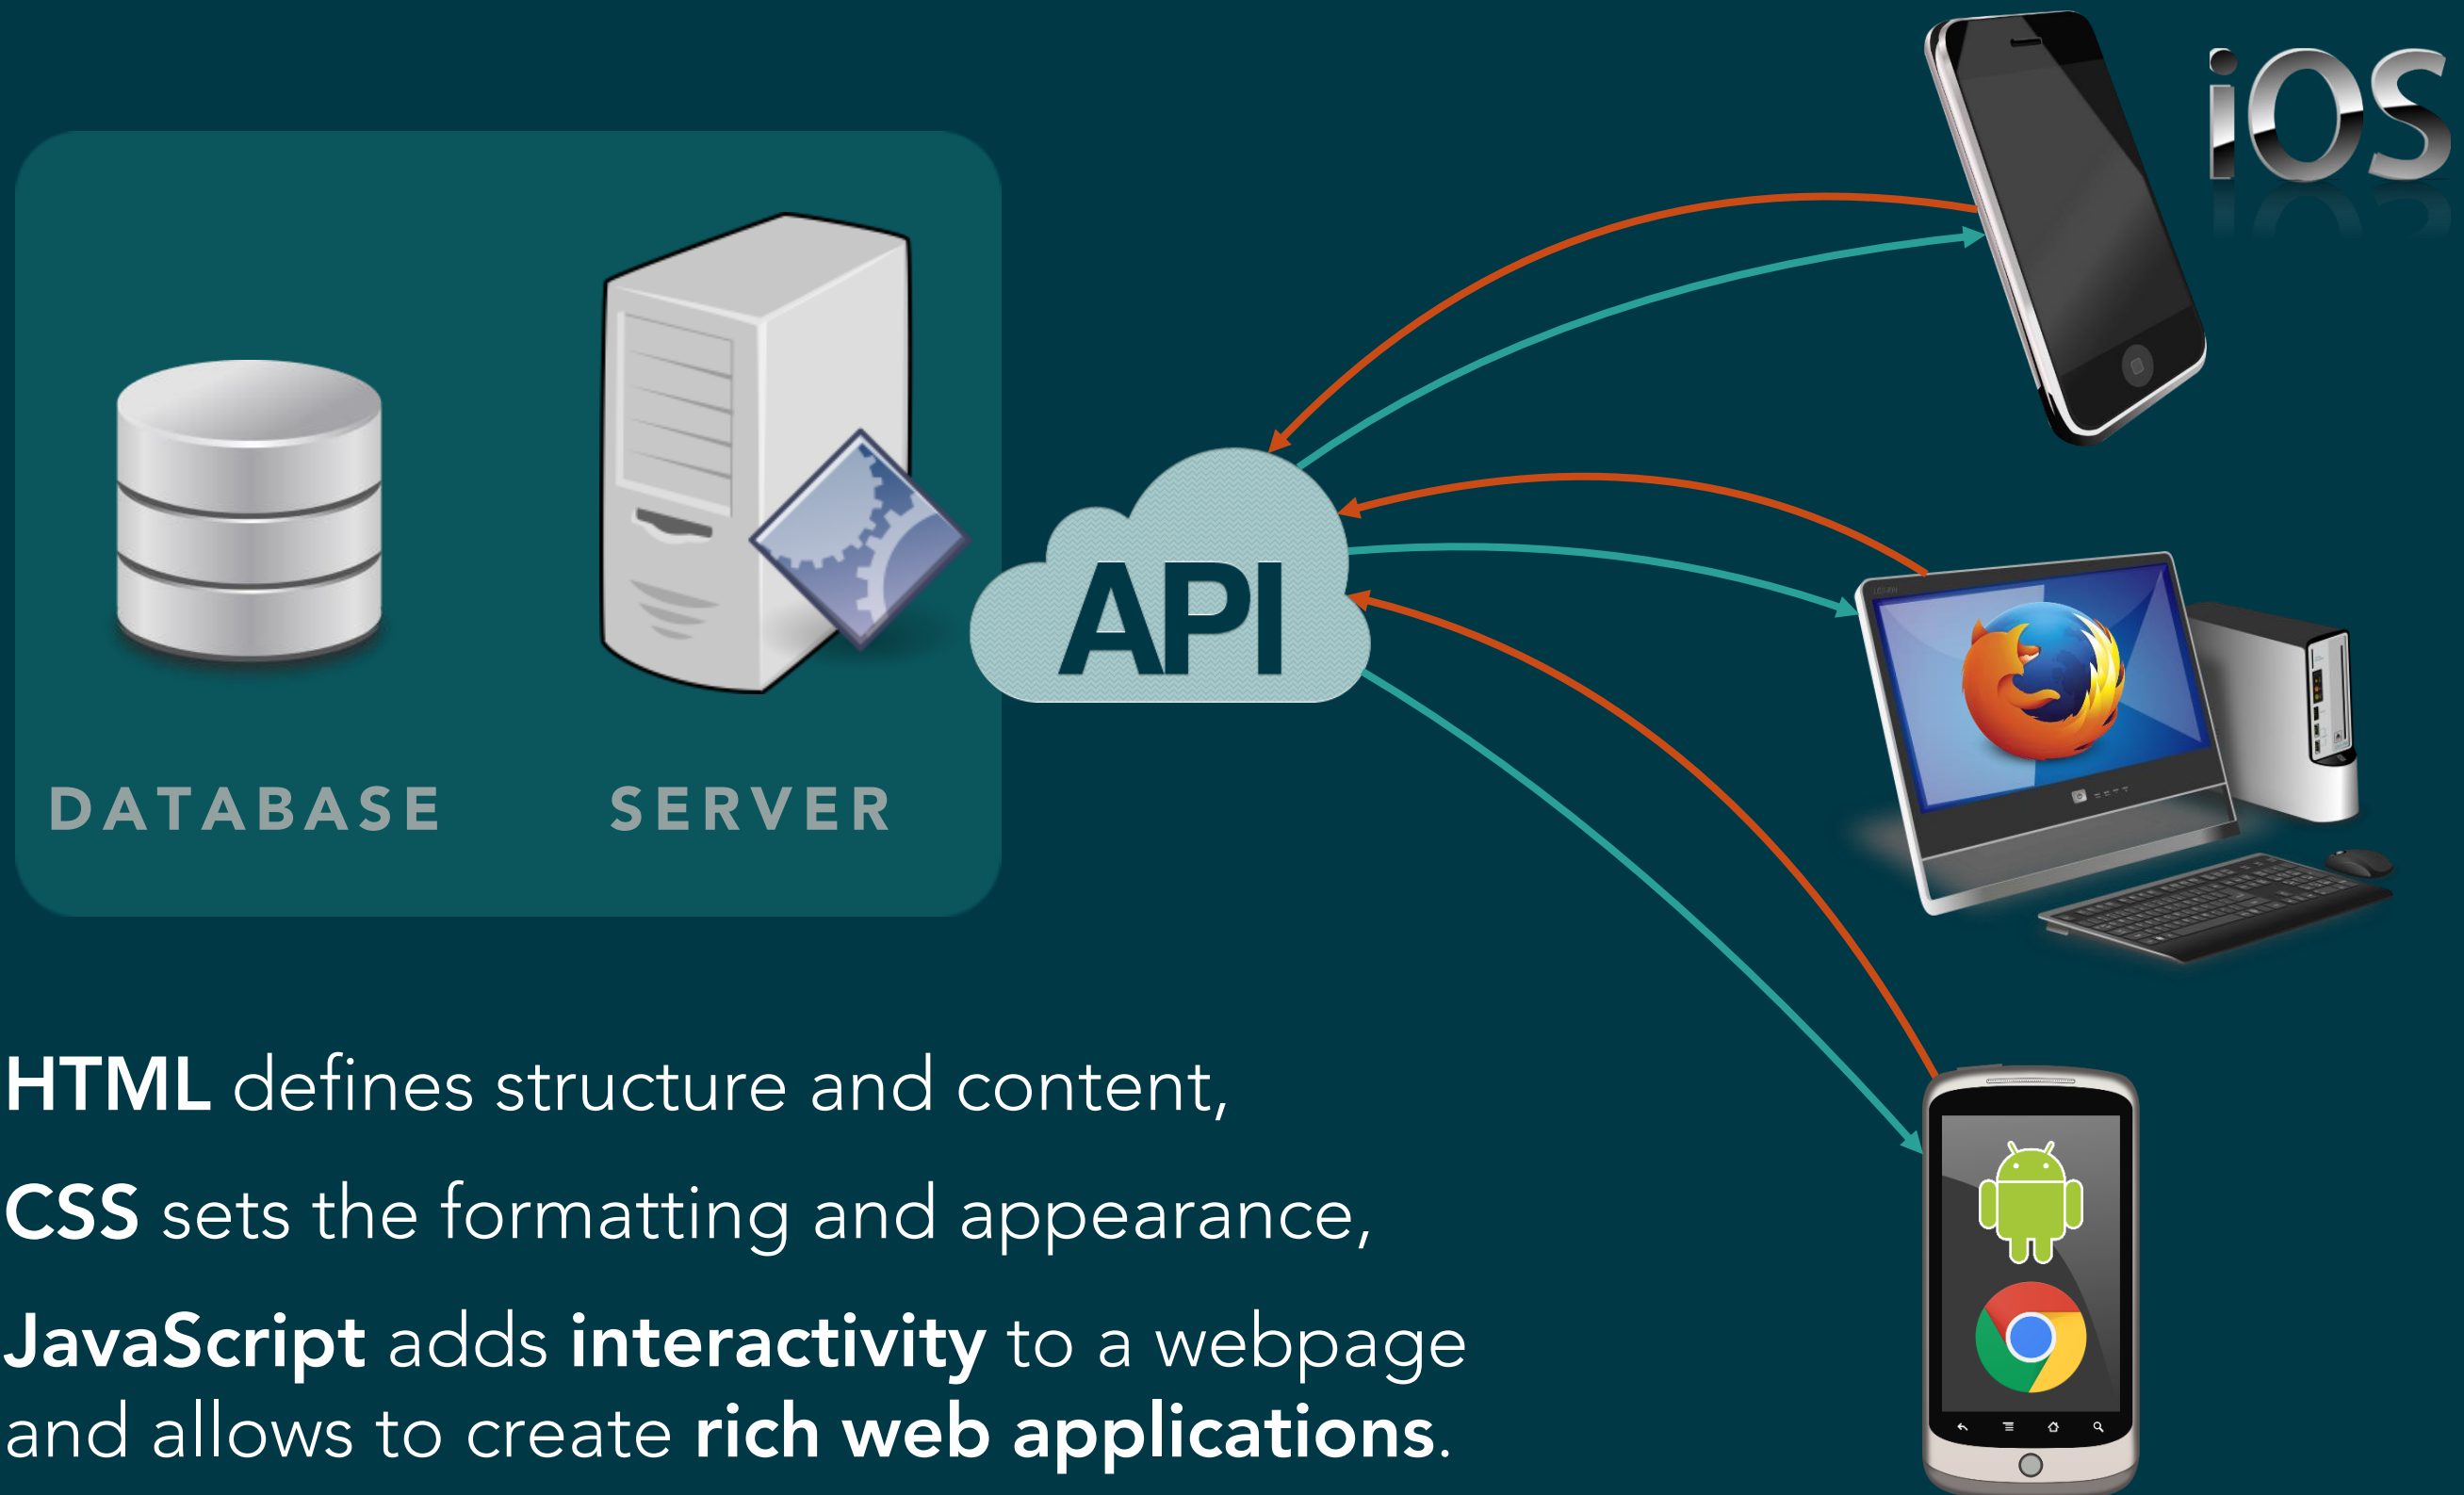 iOS
API
DATABASE SERVER
HTML defines structure and content,
CSS sets the formatting and appearance,
JavaScript adds interactivity to a webpage
and allows to create rich web applications.